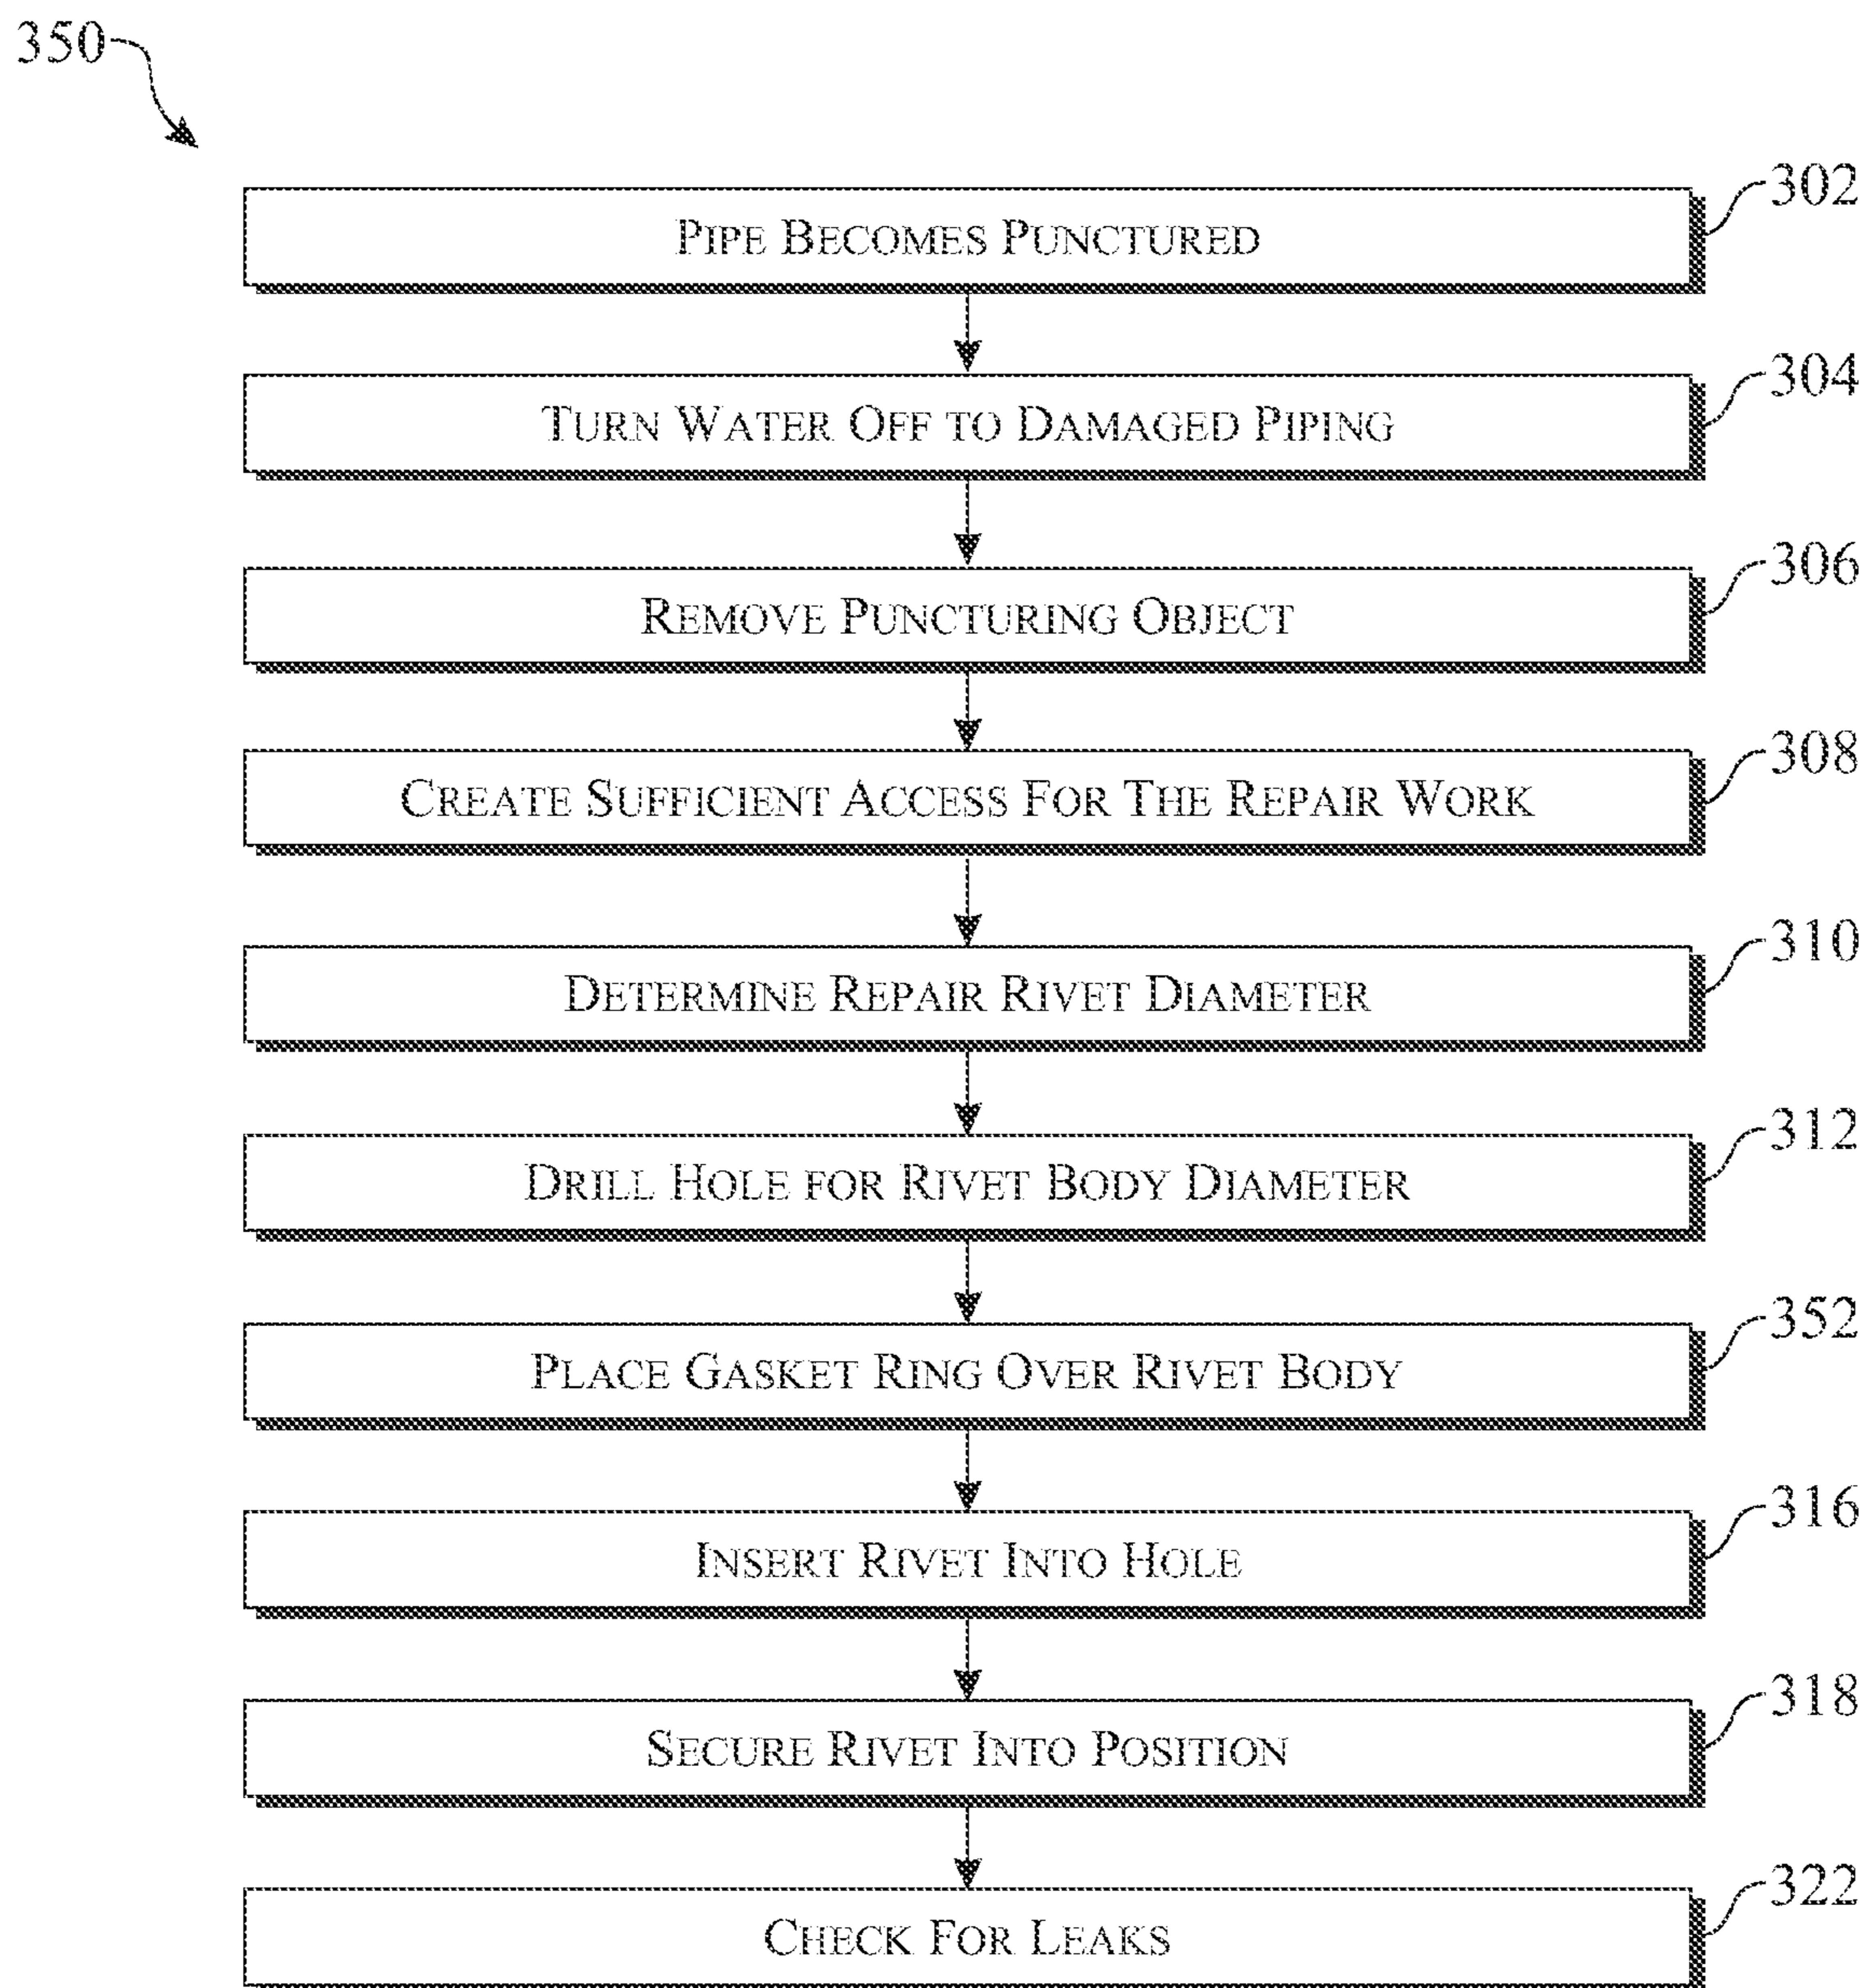 350
302
PIPE BECOMES PUNCTURED
304
TURN WATER OFF TO DAMAGED PIPING
306
REMOVE PUNCTURING OBJECT
308
CREATE SUFFICIENT ACCESS FOR THE REPAIR WORK
310
DETERMINE REPAIR RIVET DIAMETER
312
DRILL HOLE FOR RIVET BODY DIAMETER
352
PLACE GASKET RING OVER RIVET BODY
316
INSERT RIVET INTO HOLE
318
SECURE RIVET INTO POSITION
322
CHECK FOR LEAKS